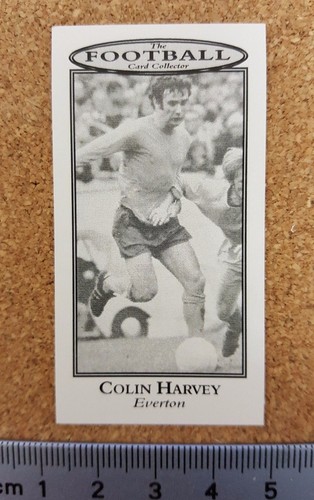 The
FOOTBALL
Card Collector
COLIN HARVEY
Everton
cm 1 2 3 4 5